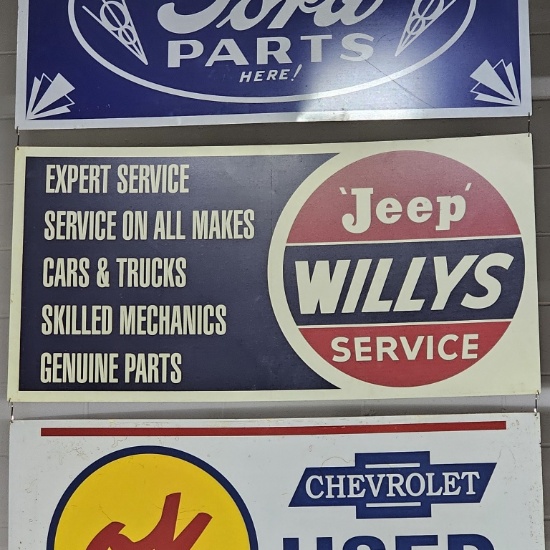 Ford
PARTS
HERE!
EXPERT SERVICE
SERVICE ON ALL MAKES
CARS & TRUCKS
SKILLED MECHANICS
GENUINE PARTS
'Jeep'
WILLYS
SERVICE
CHEVROLET
USED
OK